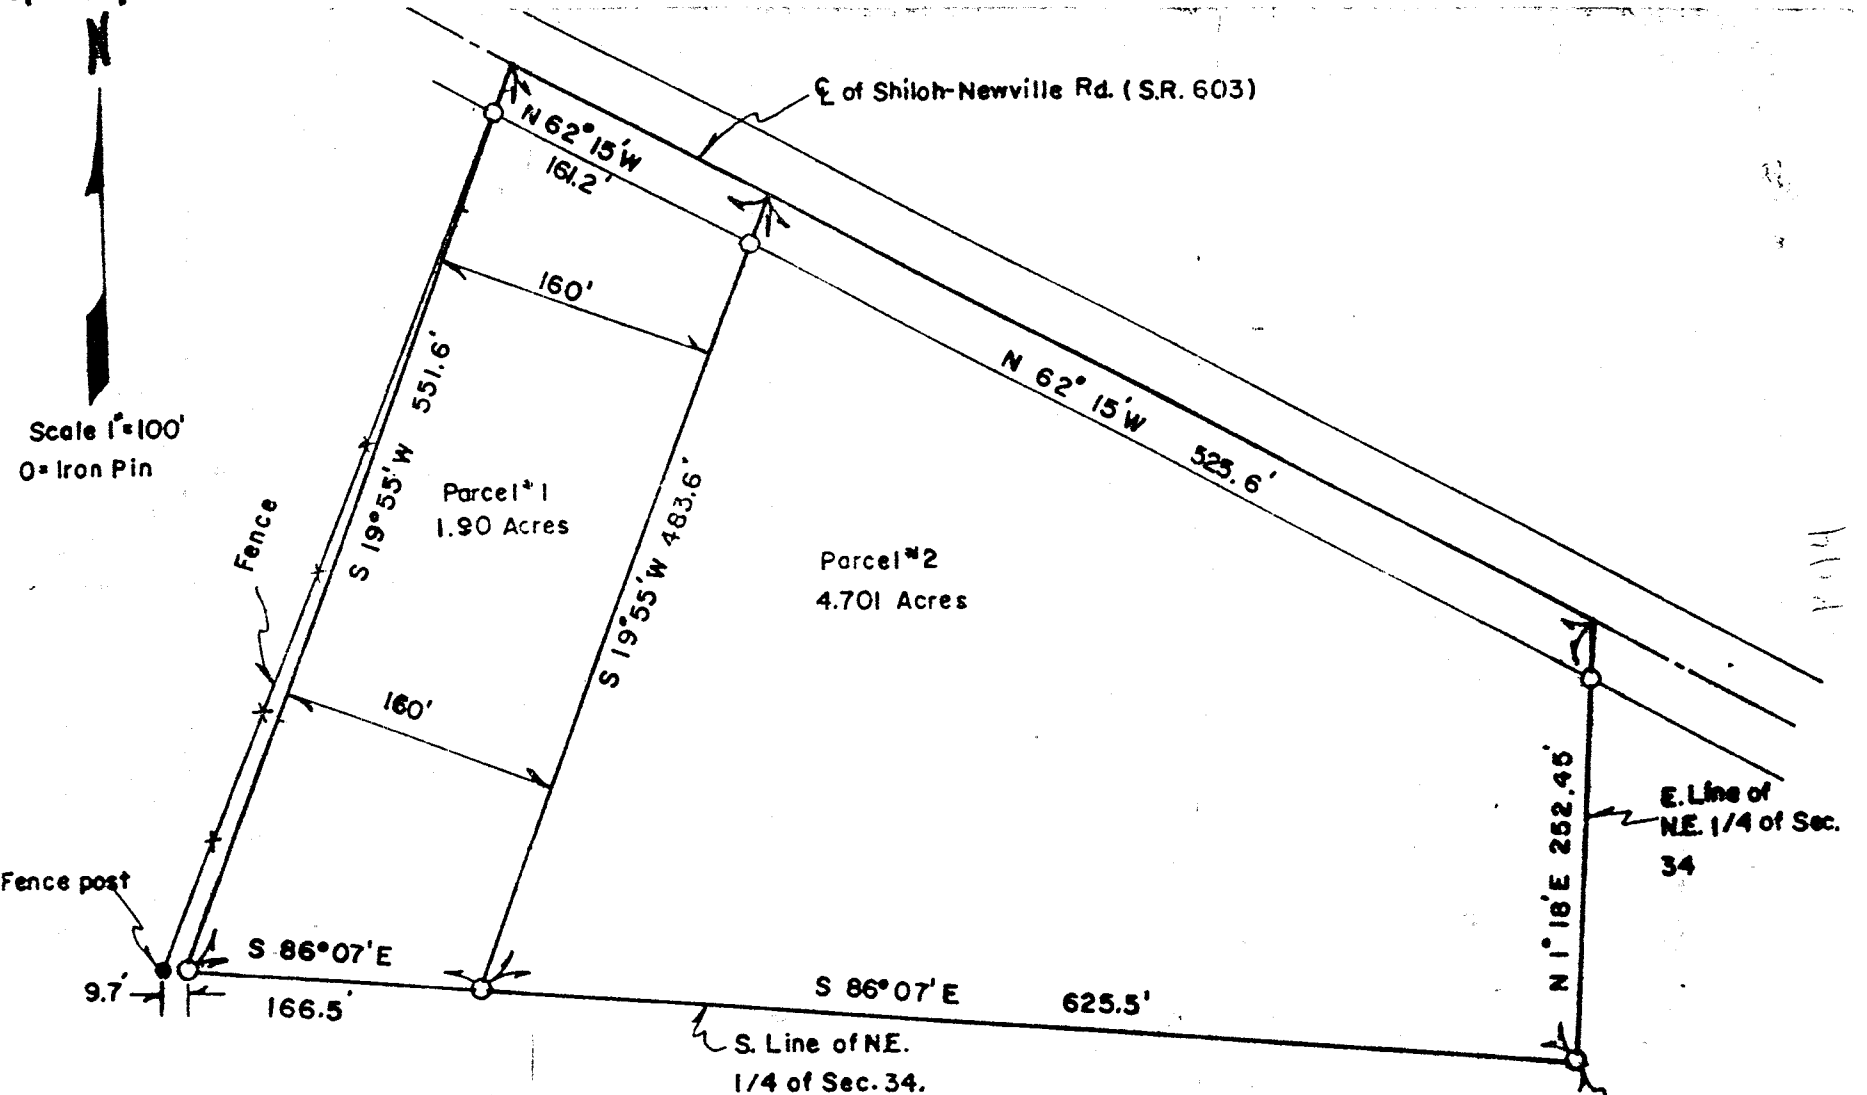 N
℄ of Shiloh-Newville Rd. (S.R. 603)
N 62° 15' W
161.2'
160'
N 62° 15' W 525.6'
Scale 1"=100'
O= Iron Pin
Fence
S 19°55' W 551.6'
Parcel #1
1.90 Acres
S 19°55' W 483.6'
Parcel #2
4.701 Acres
160'
N 1° 18' E 252.45'
E. Line of
N.E. 1/4 of Sec.
34
Fence post
9.7'
S 86°07' E
166.5'
S 86°07' E 625.5'
S. Line of N.E.
1/4 of Sec. 34.